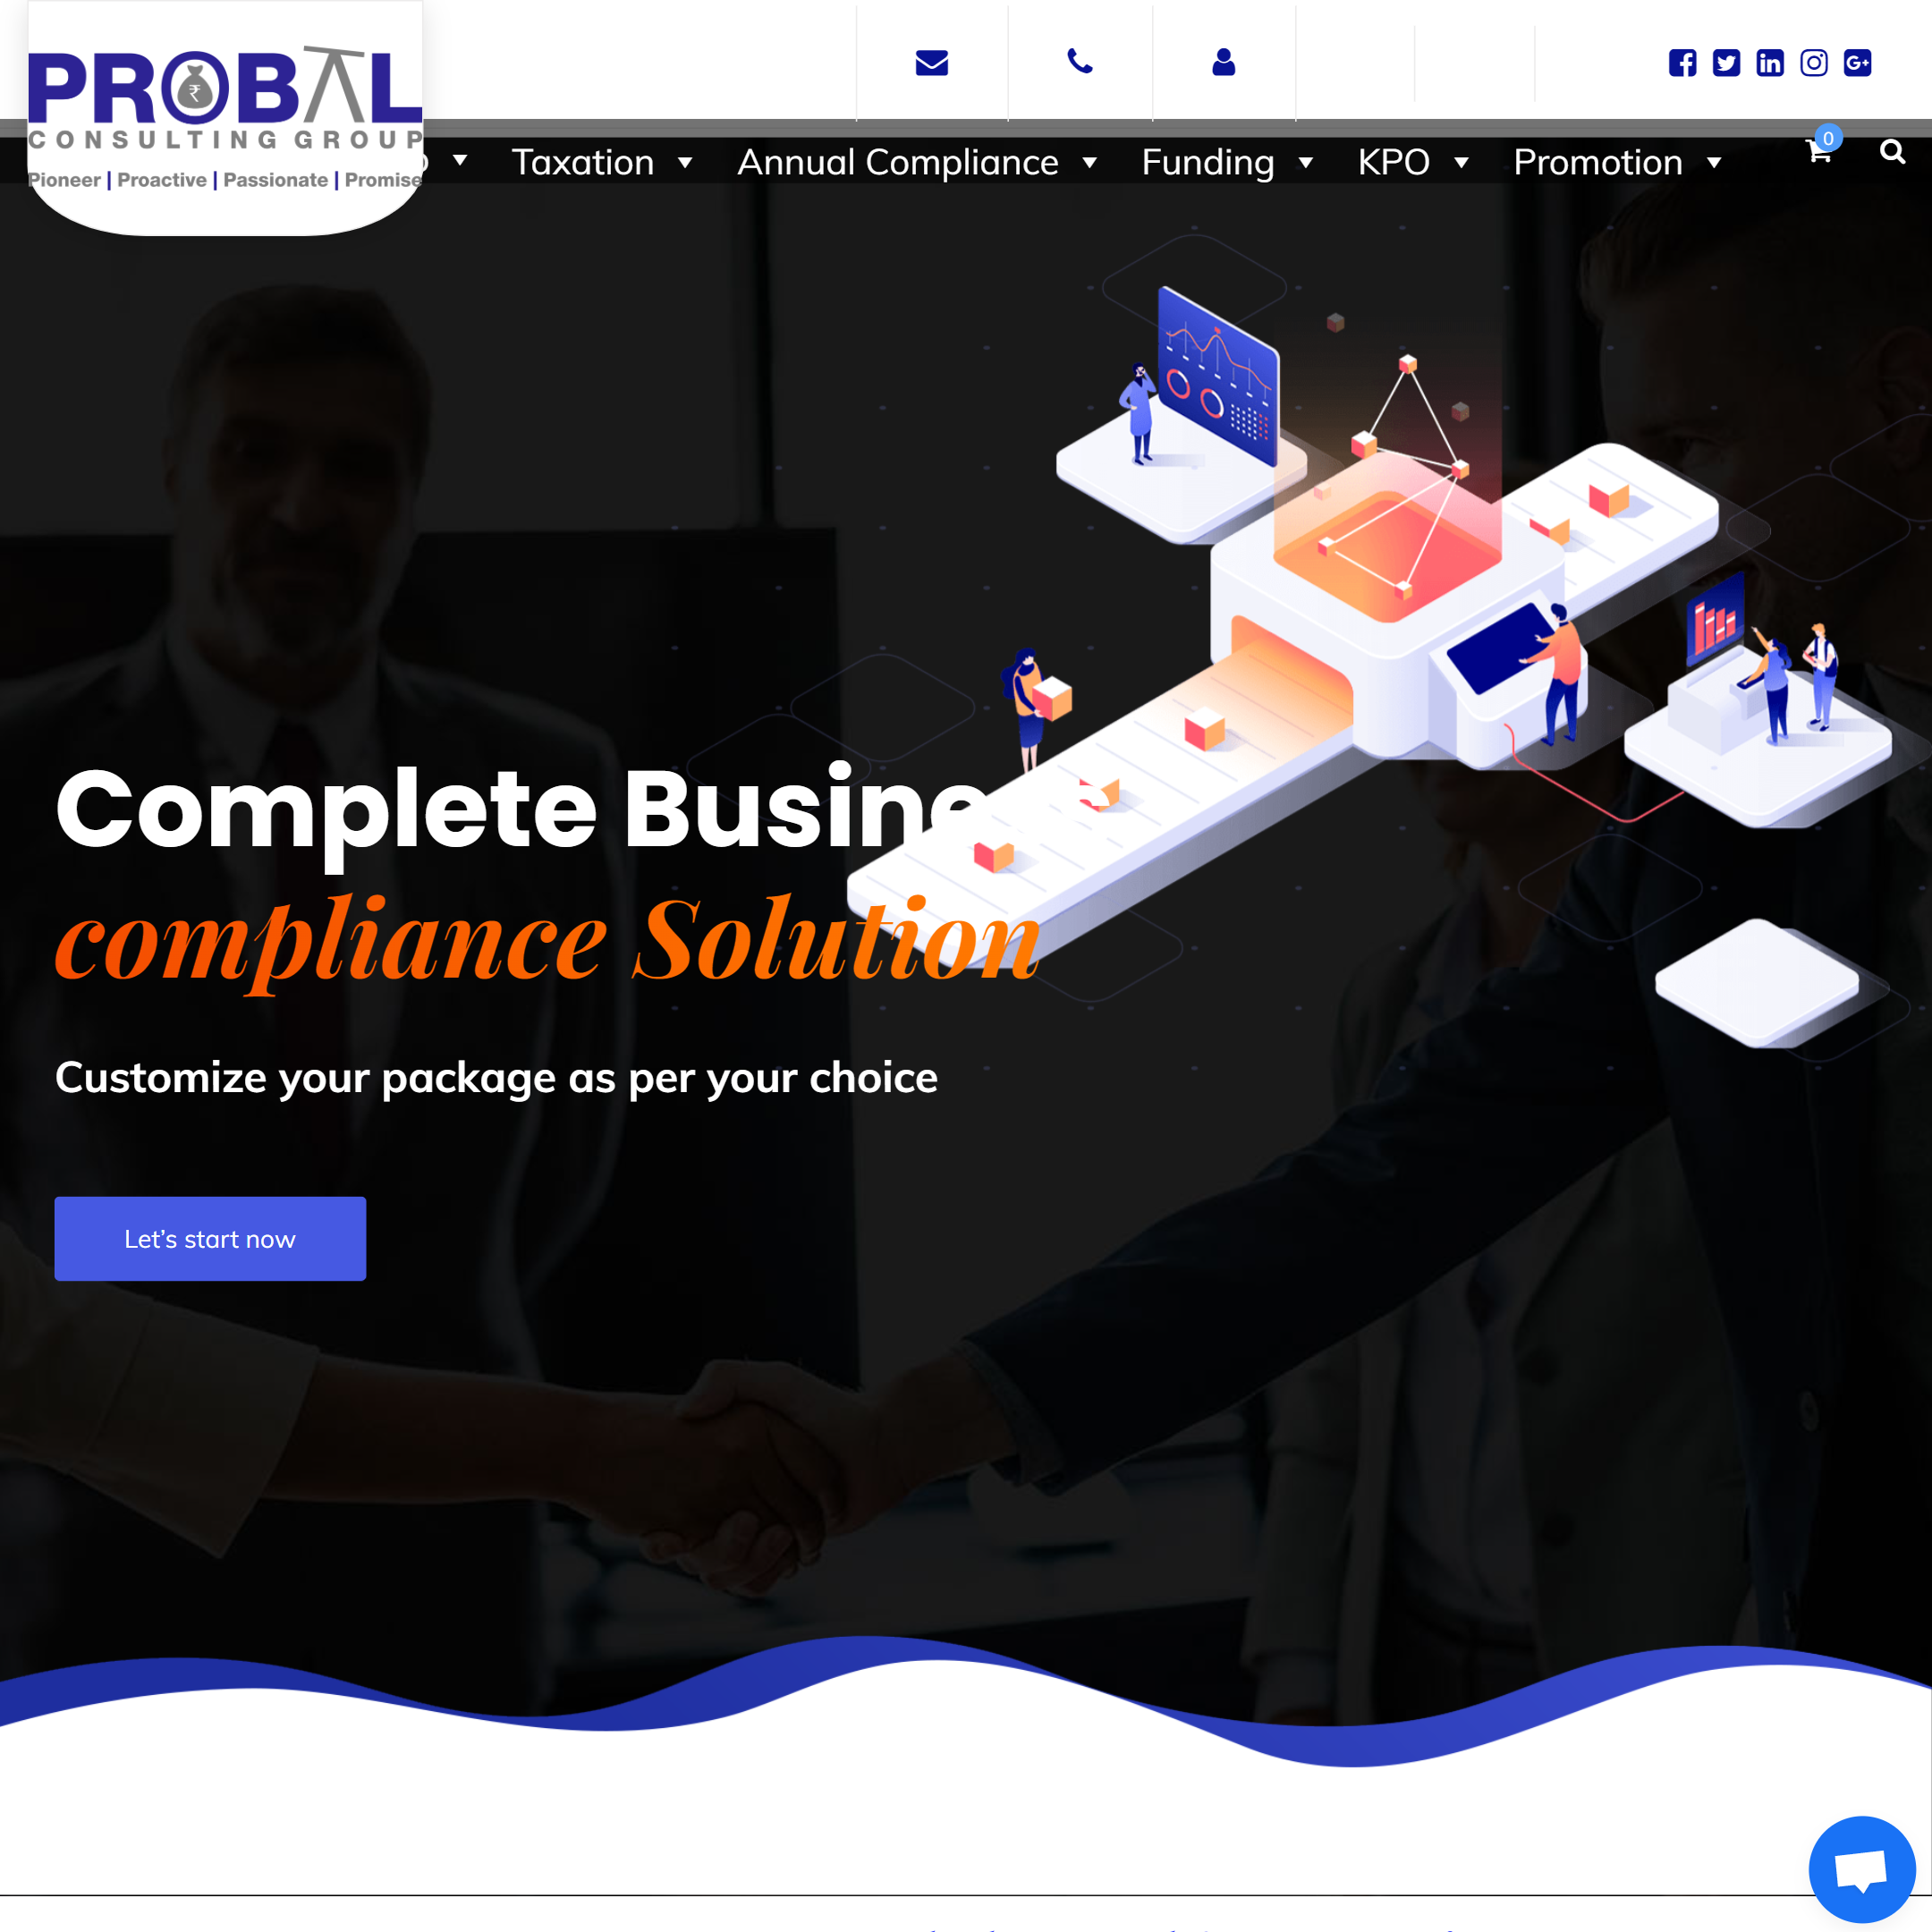 PROBAL
CONSULTING GROUP
Pioneer | Proactive | Passionate | Promise
Taxation
Annual Compliance
Funding
KPO
Promotion
0
Complete Busine
compliance Solution
Customize your package as per your choice
Let's start now